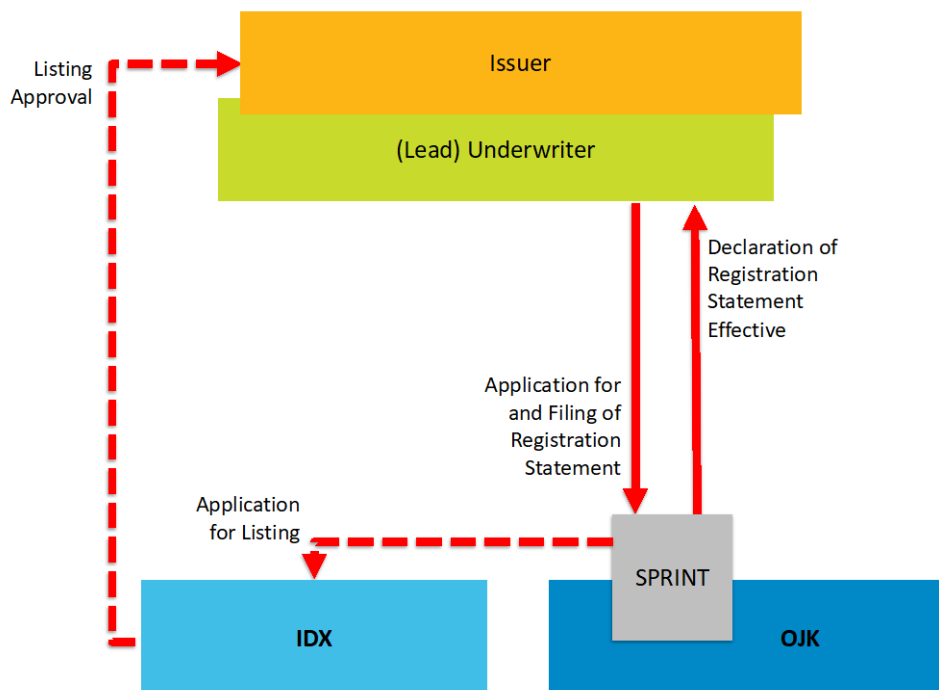 Issuer
Listing
Approval
(Lead) Underwriter
Declaration of
Registration
Statement
Effective
Application for
and Filing of
Registration
Statement
Application
for Listing
SPRINT
IDX
OJK